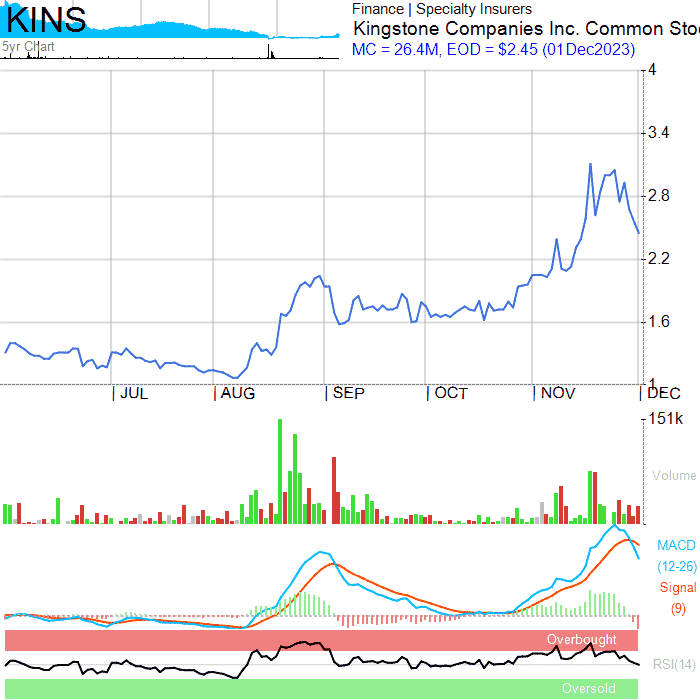 KINS
5yr Chart
Finance | Specialty Insurers
Kingstone Companies Inc. Common Sto
MC = 26.4M, EOD = $2.45 (01Dec2023)
4
3.4
2.8
2.2
1.6
1
JUL AUG SEP OCT NOV DEC
151k
Volume
MACD
(12-26)
Signal
(9)
Overbought
RSI(14)
Oversold